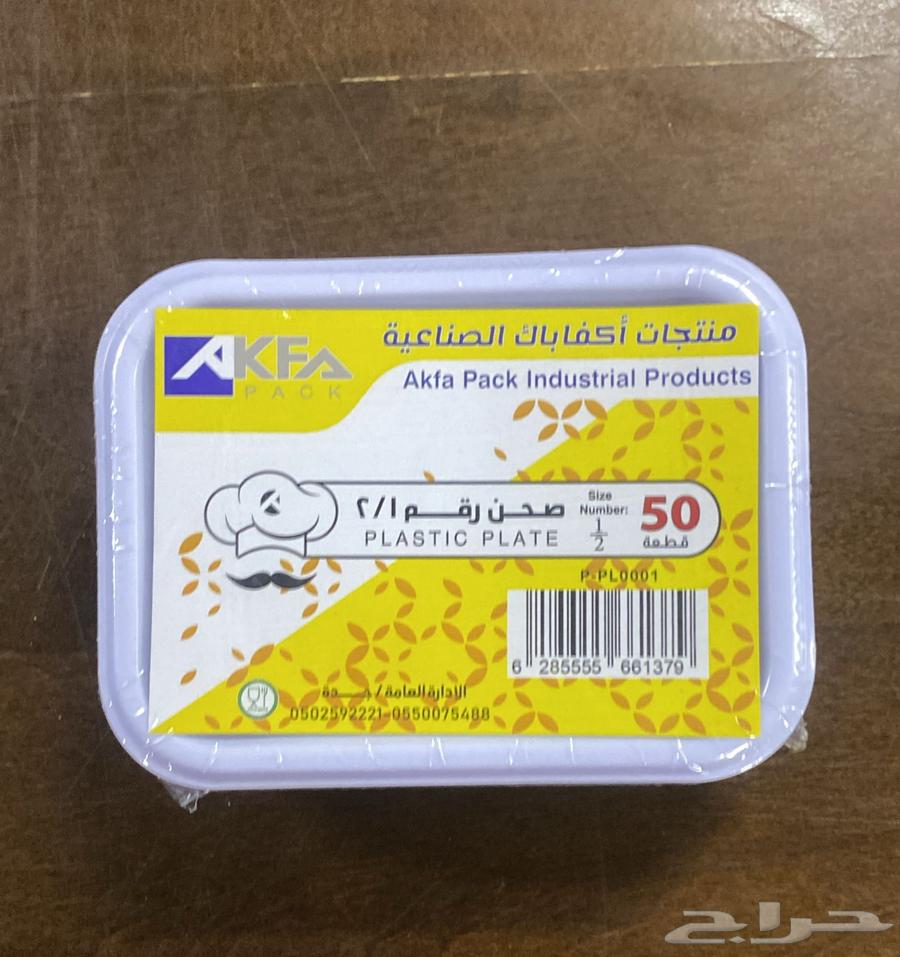 منتجات أكفاباك الصناعية
AKFA
PACK
Akfa Pack Industrial Products
صحن رقم ٢/١
PLASTIC PLATE
Size
Number:
1
2
50
قطعة
P-PL0001
6 285555 661379
الإدارة العامة / جدة
0502592221-0550075488
حراج